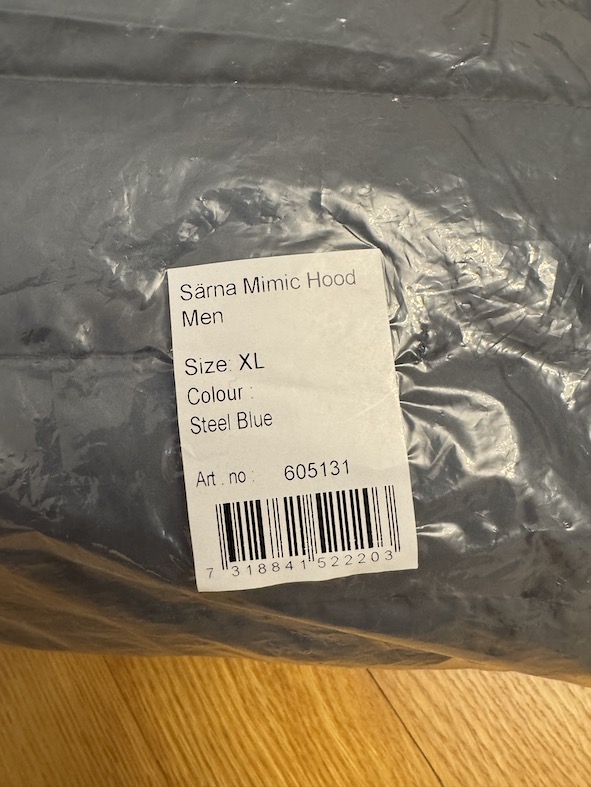 Särna Mimic Hood
Men
Size: XL
Colour :
Steel Blue
Art . no : 605131
7 318841 522203